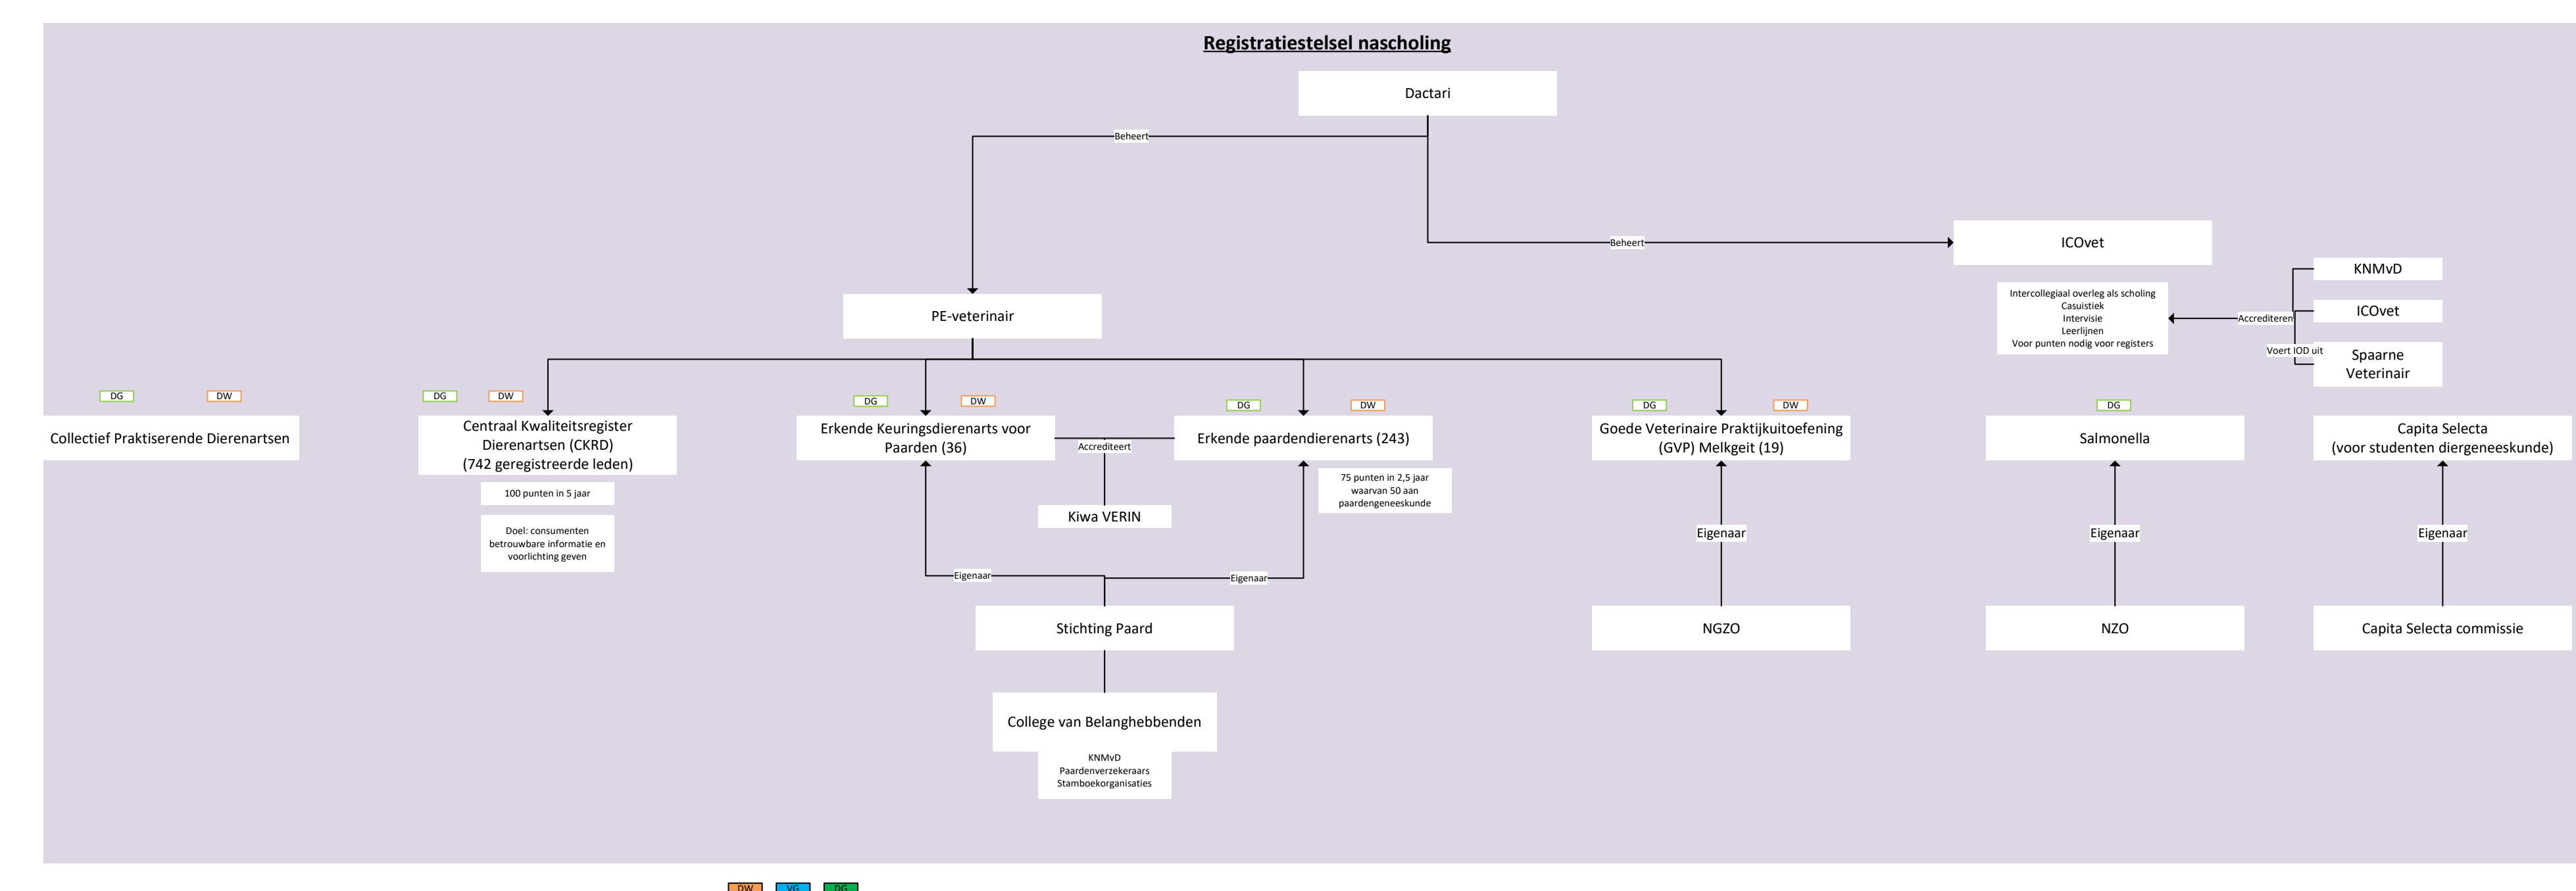 Registratiestelsel nascholing
Dactari
Beheert
Beheert
ICOvet
KNMvD
Intercollegiaal overleg als scholing
Casuistiek
Intervisie
Leerlijnen
Voor punten nodig voor registers
Accrediteren
ICOvet
Voert IOD uit
Spaarne
Veterinair
PE-veterinair
DG
DW
Collectief Praktiserende Dierenartsen
DG
DW
Centraal Kwaliteitsregister
Dierenartsen (CKRD)
(742 geregistreerde leden)
100 punten in 5 jaar
Doel: consumenten
betrouwbare informatie en
voorlichting geven
DG
DW
Erkende Keuringsdierenarts voor
Paarden (36)
Accrediteert
Kiwa VERIN
DG
DW
Erkende paardendierenarts (243)
75 punten in 2,5 jaar
waarvan 50 aan
paardengeneeskunde
DG
DW
Goede Veterinaire Praktijkuitoefening
(GVP) Melkgeit (19)
DG
Salmonella
Capita Selecta
(voor studenten diergeneeskunde)
Eigenaar
Eigenaar
Eigenaar
Eigenaar
Eigenaar
Stichting Paard
NGZO
NZO
Capita Selecta commissie
College van Belanghebbenden
KNMvD
Paardenverzekeraars
Stamboekorganisaties
DW
VG
DG